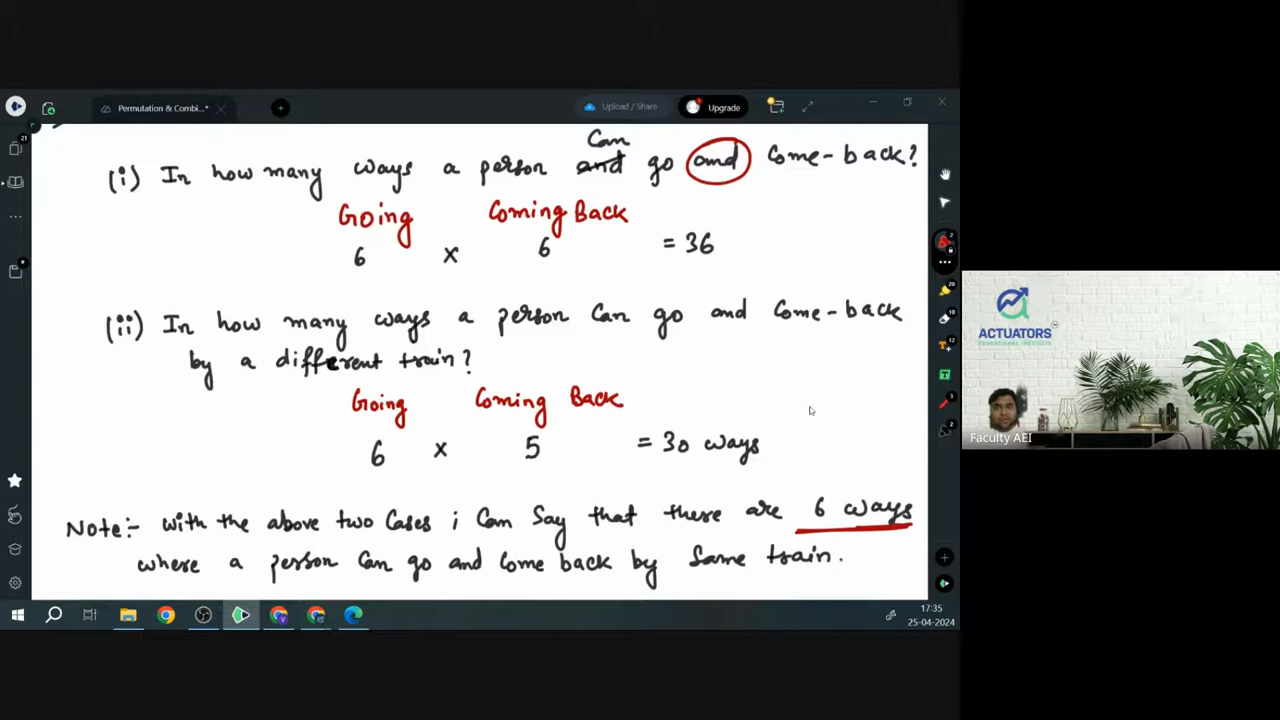 Permutation & Combi...*
Upload / Share
Upgrade
Can
(i) In how many ways a person and go and Come-back?
Going Coming Back
6 x 6 = 36
(ii) In how many ways a person Can go and Come-back
by a different train?
Going Coming Back
6 x 5 = 30 ways
Note:- with the above two Cases i Can Say that there are 6 ways
where a person Can go and Come back by Same train.
ACTUATORS
EDUCATIONAL INSTITUTE
Faculty AEI
17:35
25-04-2024